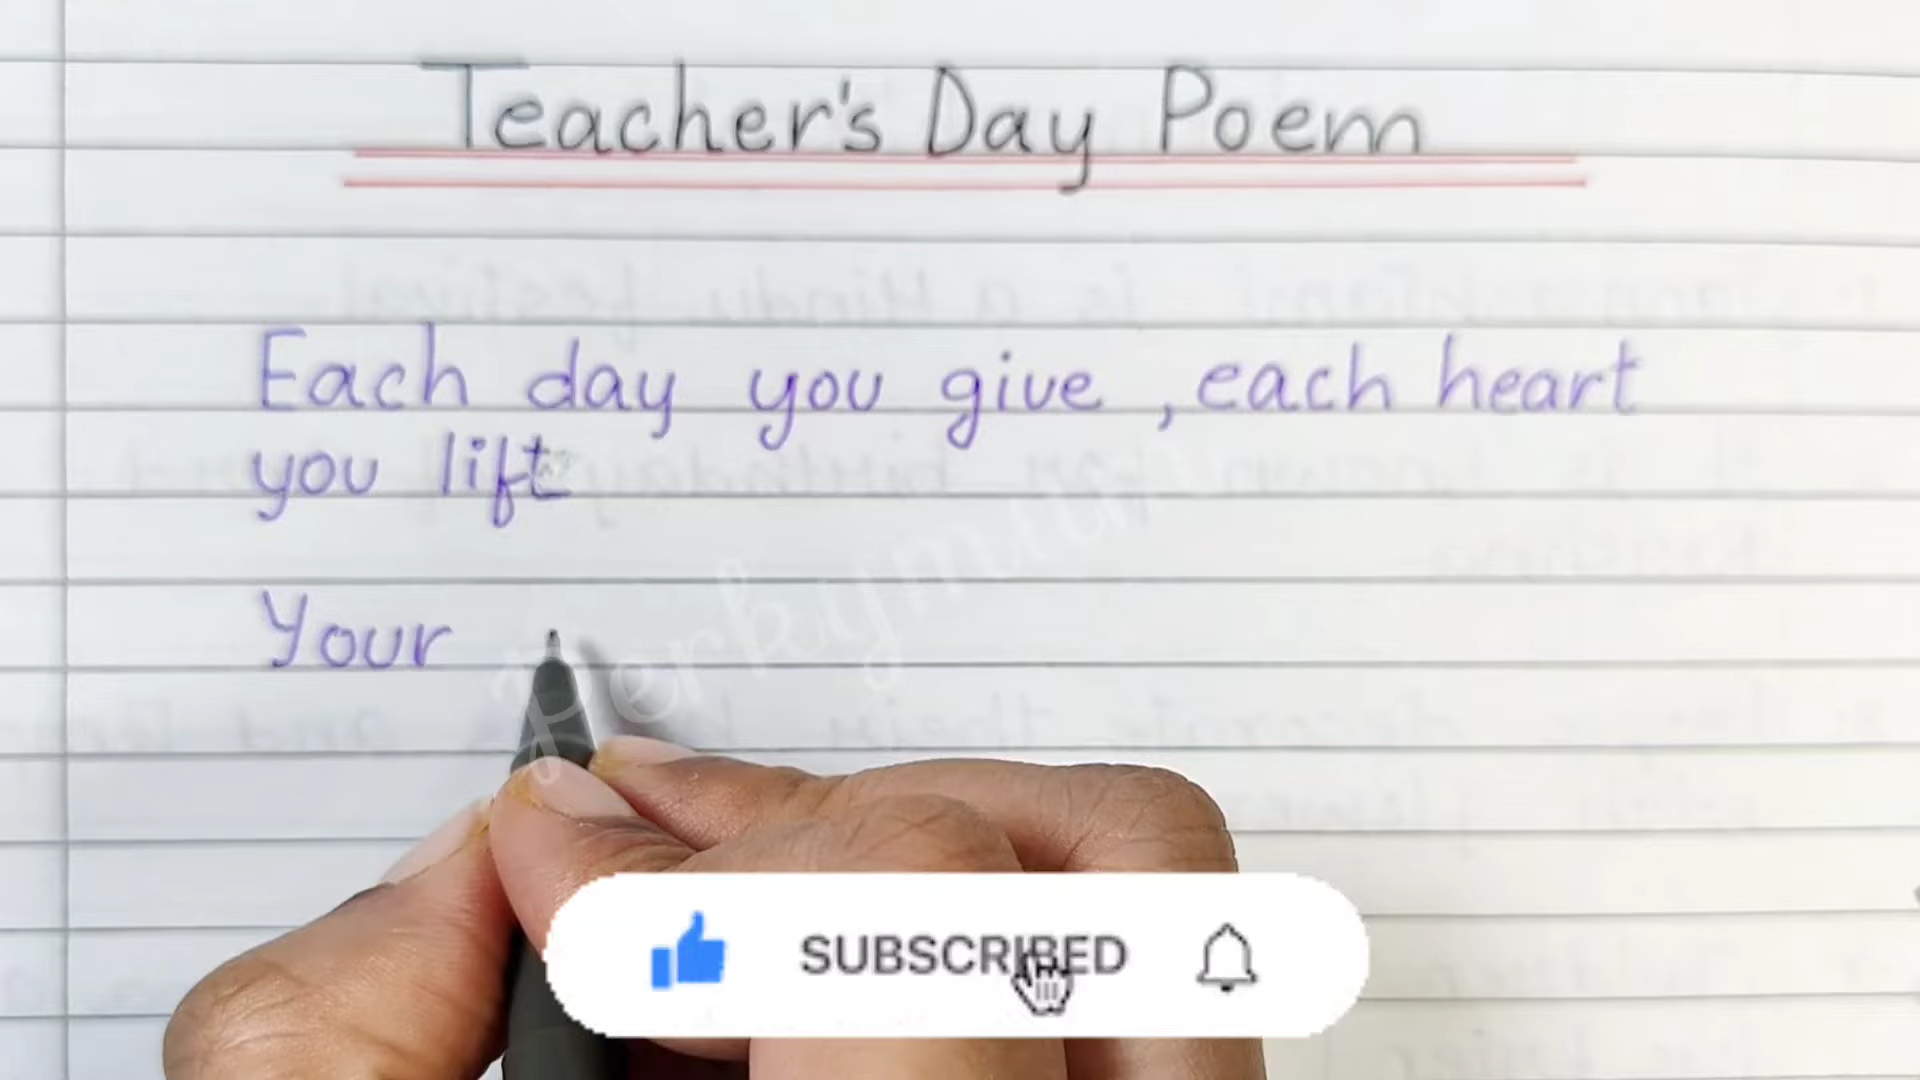 Teacher's Day Poem
Each day you give, each heart
you lift
Your
SUBSCRIBED